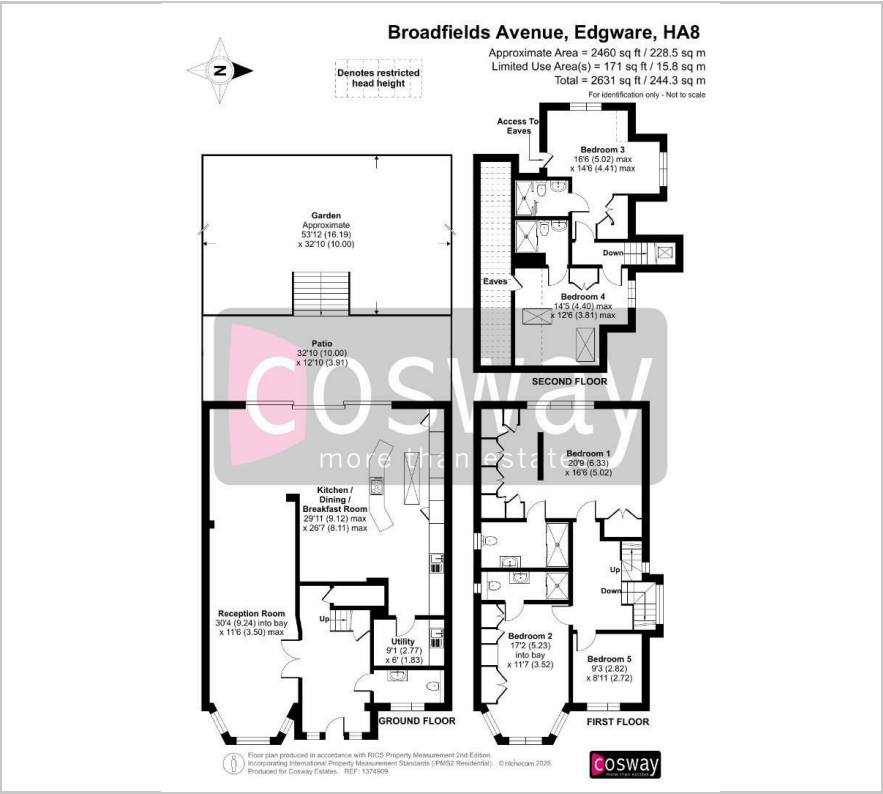 Broadfields Avenue, Edgware, HA8
Approximate Area = 2460 sq ft / 228.5 sq m
Limited Use Area(s) = 171 sq ft / 15.8 sq m
Total = 2631 sq ft / 244.3 sq m
For identification only - Not to scale
N
Denotes restricted
head height
Access To
Eaves
Bedroom 3
16'6 (5.02) max
x 14'6 (4.41) max
Down
Eaves
Bedroom 4
14'5 (4.40) max
x 12'6 (3.81) max
SECOND FLOOR
Garden
Approximate
53'12 (16.19)
x 32'10 (10.00)
Patio
32'10 (10.00)
x 12'10 (3.91)
cosway
more than estates
Kitchen /
Dining /
Breakfast Room
29'11 (9.12) max
x 26'7 (8.11) max
Reception Room
30'4 (9.24) into bay
x 11'6 (3.50) max
Up
Utility
9'1 (2.77)
x 6' (1.83)
GROUND FLOOR
Bedroom 1
20'9 (6.33)
x 16'6 (5.02)
Up
Down
Bedroom 2
17'2 (5.23)
into bay
x 11'7 (3.52)
Bedroom 5
9'3 (2.82)
x 8'11 (2.72)
FIRST FLOOR
Floor plan produced in accordance with RICS Property Measurement 2nd Edition,
Incorporating International Property Measurement Standards (IPMS2 Residential). © nichecom 2025.
Produced for Cosway Estates. REF: 1374909
cosway
more than estates